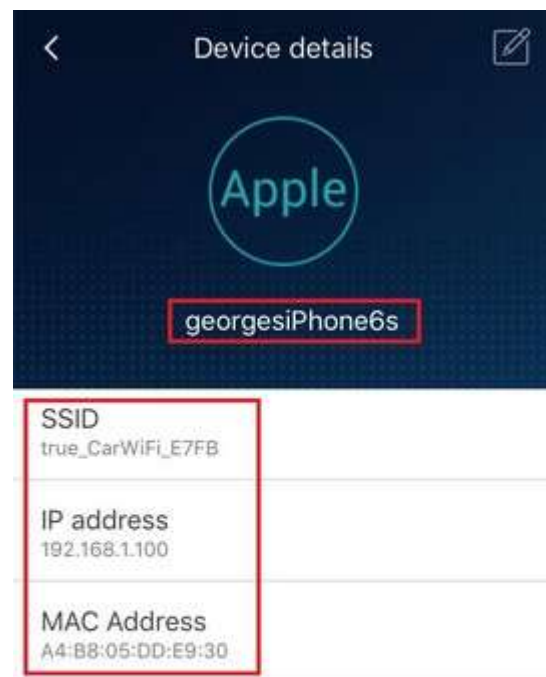 Device details
Apple
georgesiPhone6s
SSID
true_CarWiFi_E7FB
IP address
192.168.1.100
MAC Address
A4:B8:05:DD:E9:30